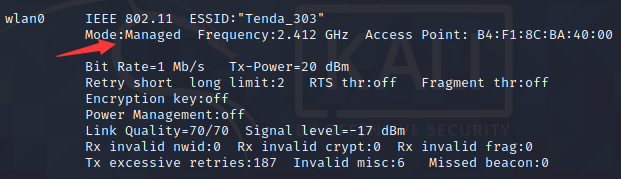 wlan0     IEEE 802.11  ESSID:"Tenda_303"
Mode:Managed  Frequency:2.412 GHz  Access Point: B4:F1:8C:BA:40:00
Bit Rate=1 Mb/s   Tx-Power=20 dBm
Retry short  long limit:2   RTS thr:off   Fragment thr:off
Encryption key:off
Power Management:off
Link Quality=70/70  Signal level=-17 dBm
Rx invalid nwid:0  Rx invalid crypt:0  Rx invalid frag:0
Tx excessive retries:187  Invalid misc:6   Missed beacon:0
KALI
SECURITY